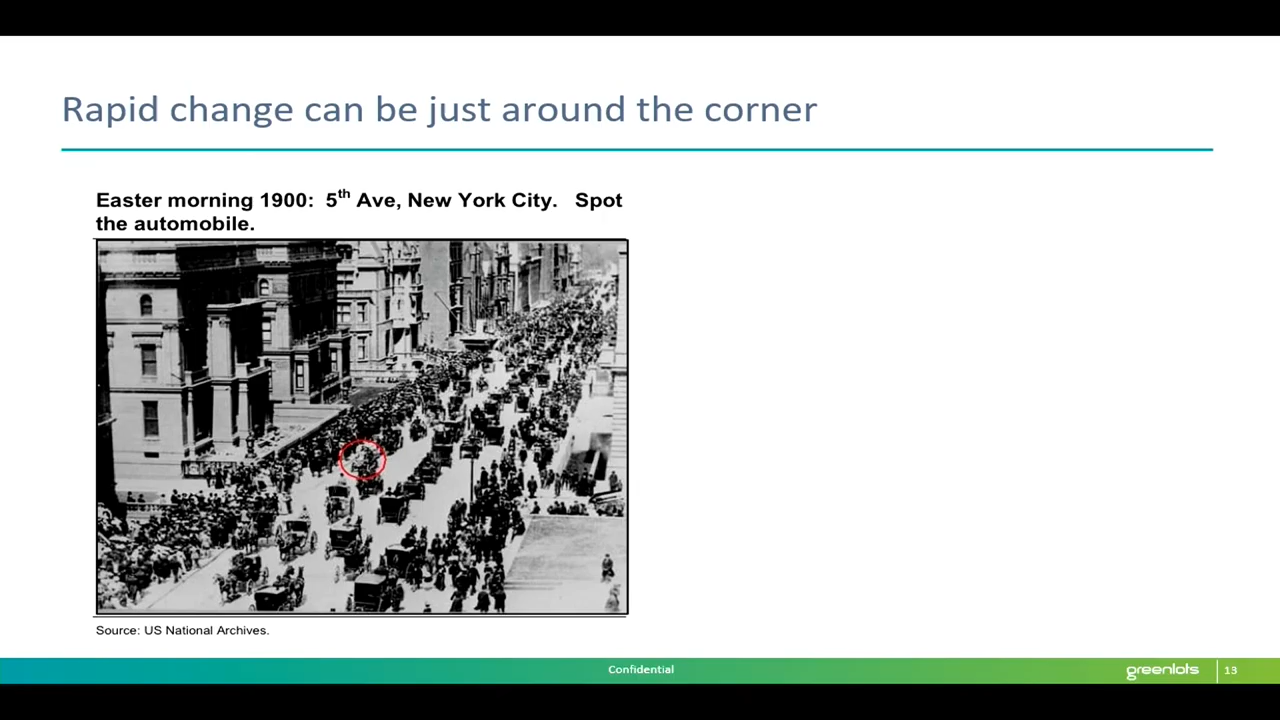 Rapid change can be just around the corner
Easter morning 1900: 5th Ave, New York City. Spot
the automobile.
Source: US National Archives.
Confidential
greenlots
13